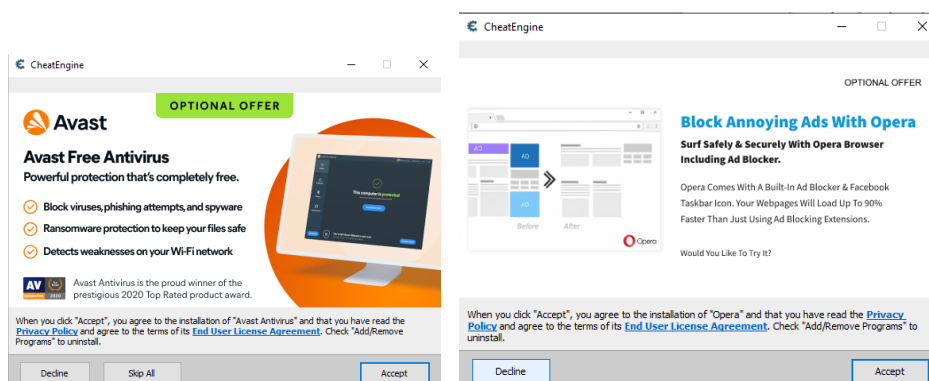 CheatEngine
OPTIONAL OFFER
Avast
Avast Free Antivirus
Powerful protection that's completely free.
Block viruses, phishing attempts, and spyware
Ransomware protection to keep your files safe
Detects weaknesses on your Wi-Fi network
AV
2020
Avast Antivirus is the proud winner of the
prestigious 2020 Top Rated product award.
When you click "Accept", you agree to the installation of "Avast Antivirus" and that you have read the
Privacy Policy and agree to the terms of its End User License Agreement. Check "Add/Remove
Programs" to uninstall.
Decline
Skip All
Accept
CheatEngine
OPTIONAL OFFER
AD
AD
AD
Before
After
Opera
Block Annoying Ads With Opera
Surf Safely & Securely With Opera Browser
Including Ad Blocker.
Opera Comes With A Built-In Ad Blocker & Facebook
Taskbar Icon. Your Webpages Will Load Up To 90%
Faster Than Just Using Ad Blocking Extensions.
Would You Like To Try It?
When you click "Accept", you agree to the installation of "Opera" and that you have read the Privacy
Policy and agree to the terms of its End User License Agreement. Check "Add/Remove Programs" to
uninstall.
Decline
Accept